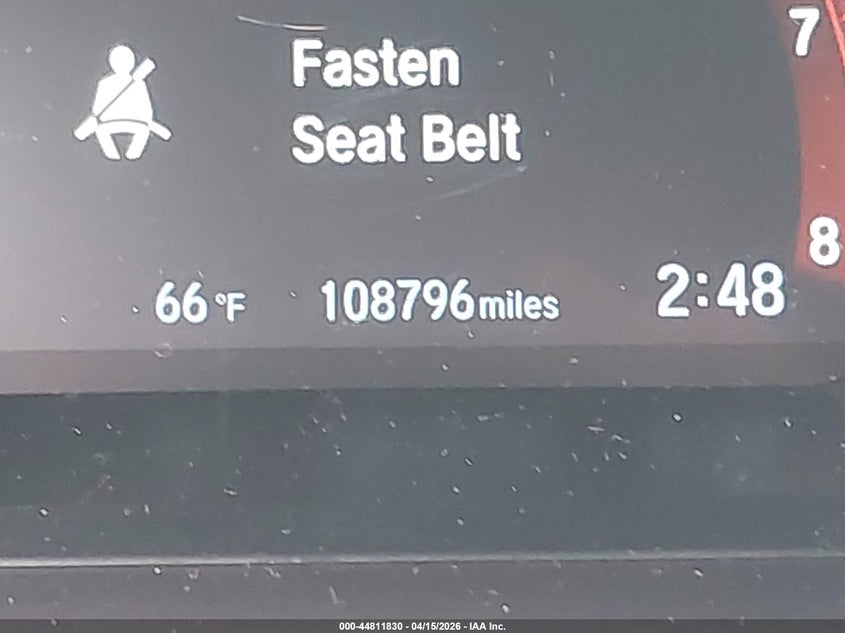 7
Fasten
Seat Belt
8
66 °F 108796 miles 2:48
000-44811830 - 04/15/2026 - IAA Inc.